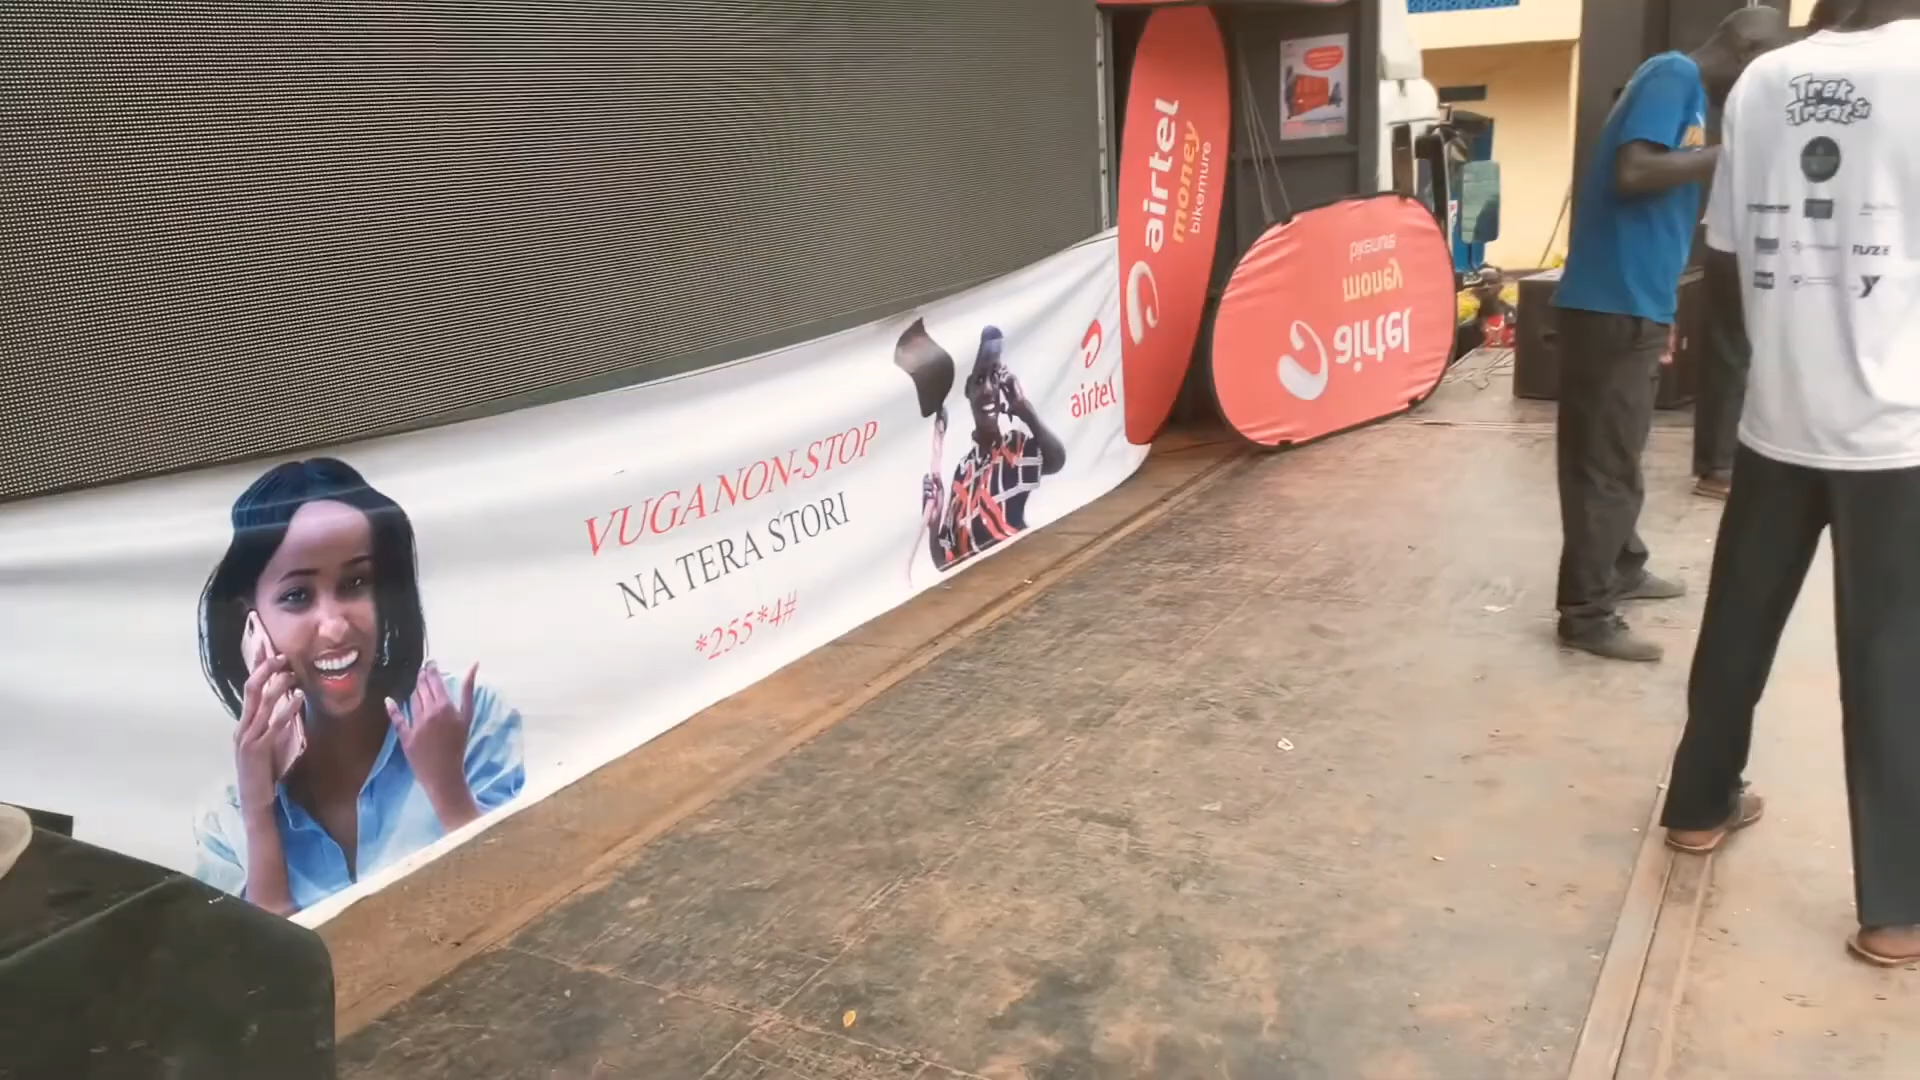 VUGA NON-STOP
NA TERA STORI
*255*4#
airtel
airtel
money
bikemure
airtel
money
bikemure
Trek
Treat
FUZE
Y